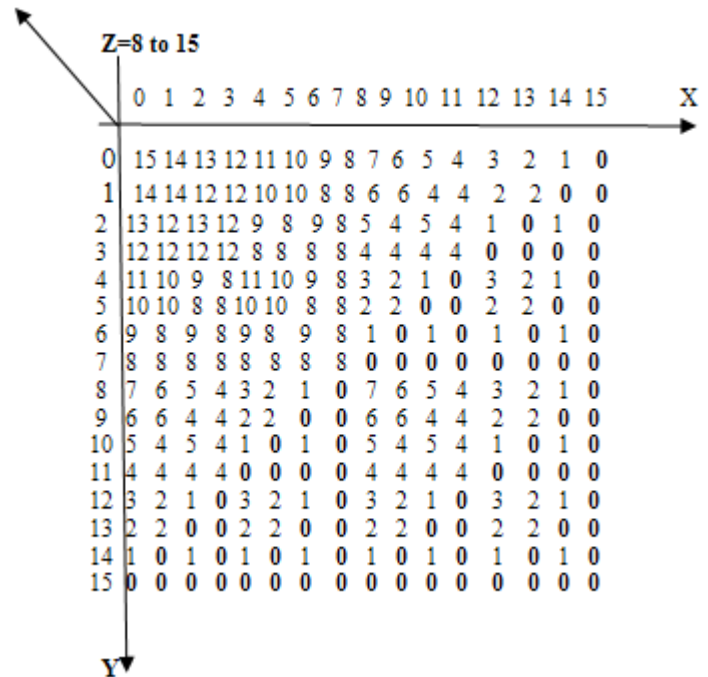 Z=8 to 15
0 1 2 3 4 5 6 7 8 9 10 11 12 13 14 15 X
0 15 14 13 12 11 10 9 8 7 6 5 4 3 2 1 0
1 14 14 12 12 10 10 8 8 6 6 4 4 2 2 0 0
2 13 12 13 12 9 8 9 8 5 4 5 4 1 0 1 0
3 12 12 12 12 8 8 8 8 4 4 4 4 0 0 0 0
4 11 10 9 8 11 10 9 8 3 2 1 0 3 2 1 0
5 10 10 8 8 10 10 8 8 2 2 0 0 2 2 0 0
6 9 8 9 8 9 8 9 8 1 0 1 0 1 0 1 0
7 8 8 8 8 8 8 8 8 0 0 0 0 0 0 0 0
8 7 6 5 4 3 2 1 0 7 6 5 4 3 2 1 0
9 6 6 4 4 2 2 0 0 6 6 4 4 2 2 0 0
10 5 4 5 4 1 0 1 0 5 4 5 4 1 0 1 0
11 4 4 4 4 0 0 0 0 4 4 4 4 0 0 0 0
12 3 2 1 0 3 2 1 0 3 2 1 0 3 2 1 0
13 2 2 0 0 2 2 0 0 2 2 0 0 2 2 0 0
14 1 0 1 0 1 0 1 0 1 0 1 0 1 0 1 0
15 0 0 0 0 0 0 0 0 0 0 0 0 0 0 0 0
Y